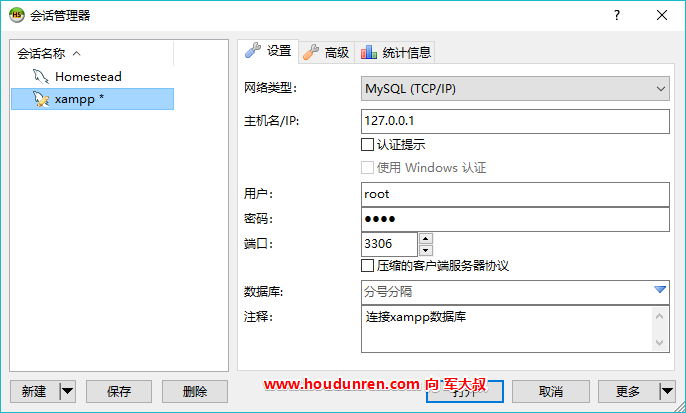 HS 会话管理器
会话名称
Homestead
xampp *
设置 高级 统计信息
网络类型: MySQL (TCP/IP)
主机名/IP: 127.0.0.1
认证提示
使用 Windows 认证
用户: root
密码: ●●●●
端口: 3306
压缩的客户端服务器协议
数据库: 分号分隔
注释: 连接xampp数据库
新建 保存 删除 打开 取消 更多
www.houdunren.com 向 军大叔